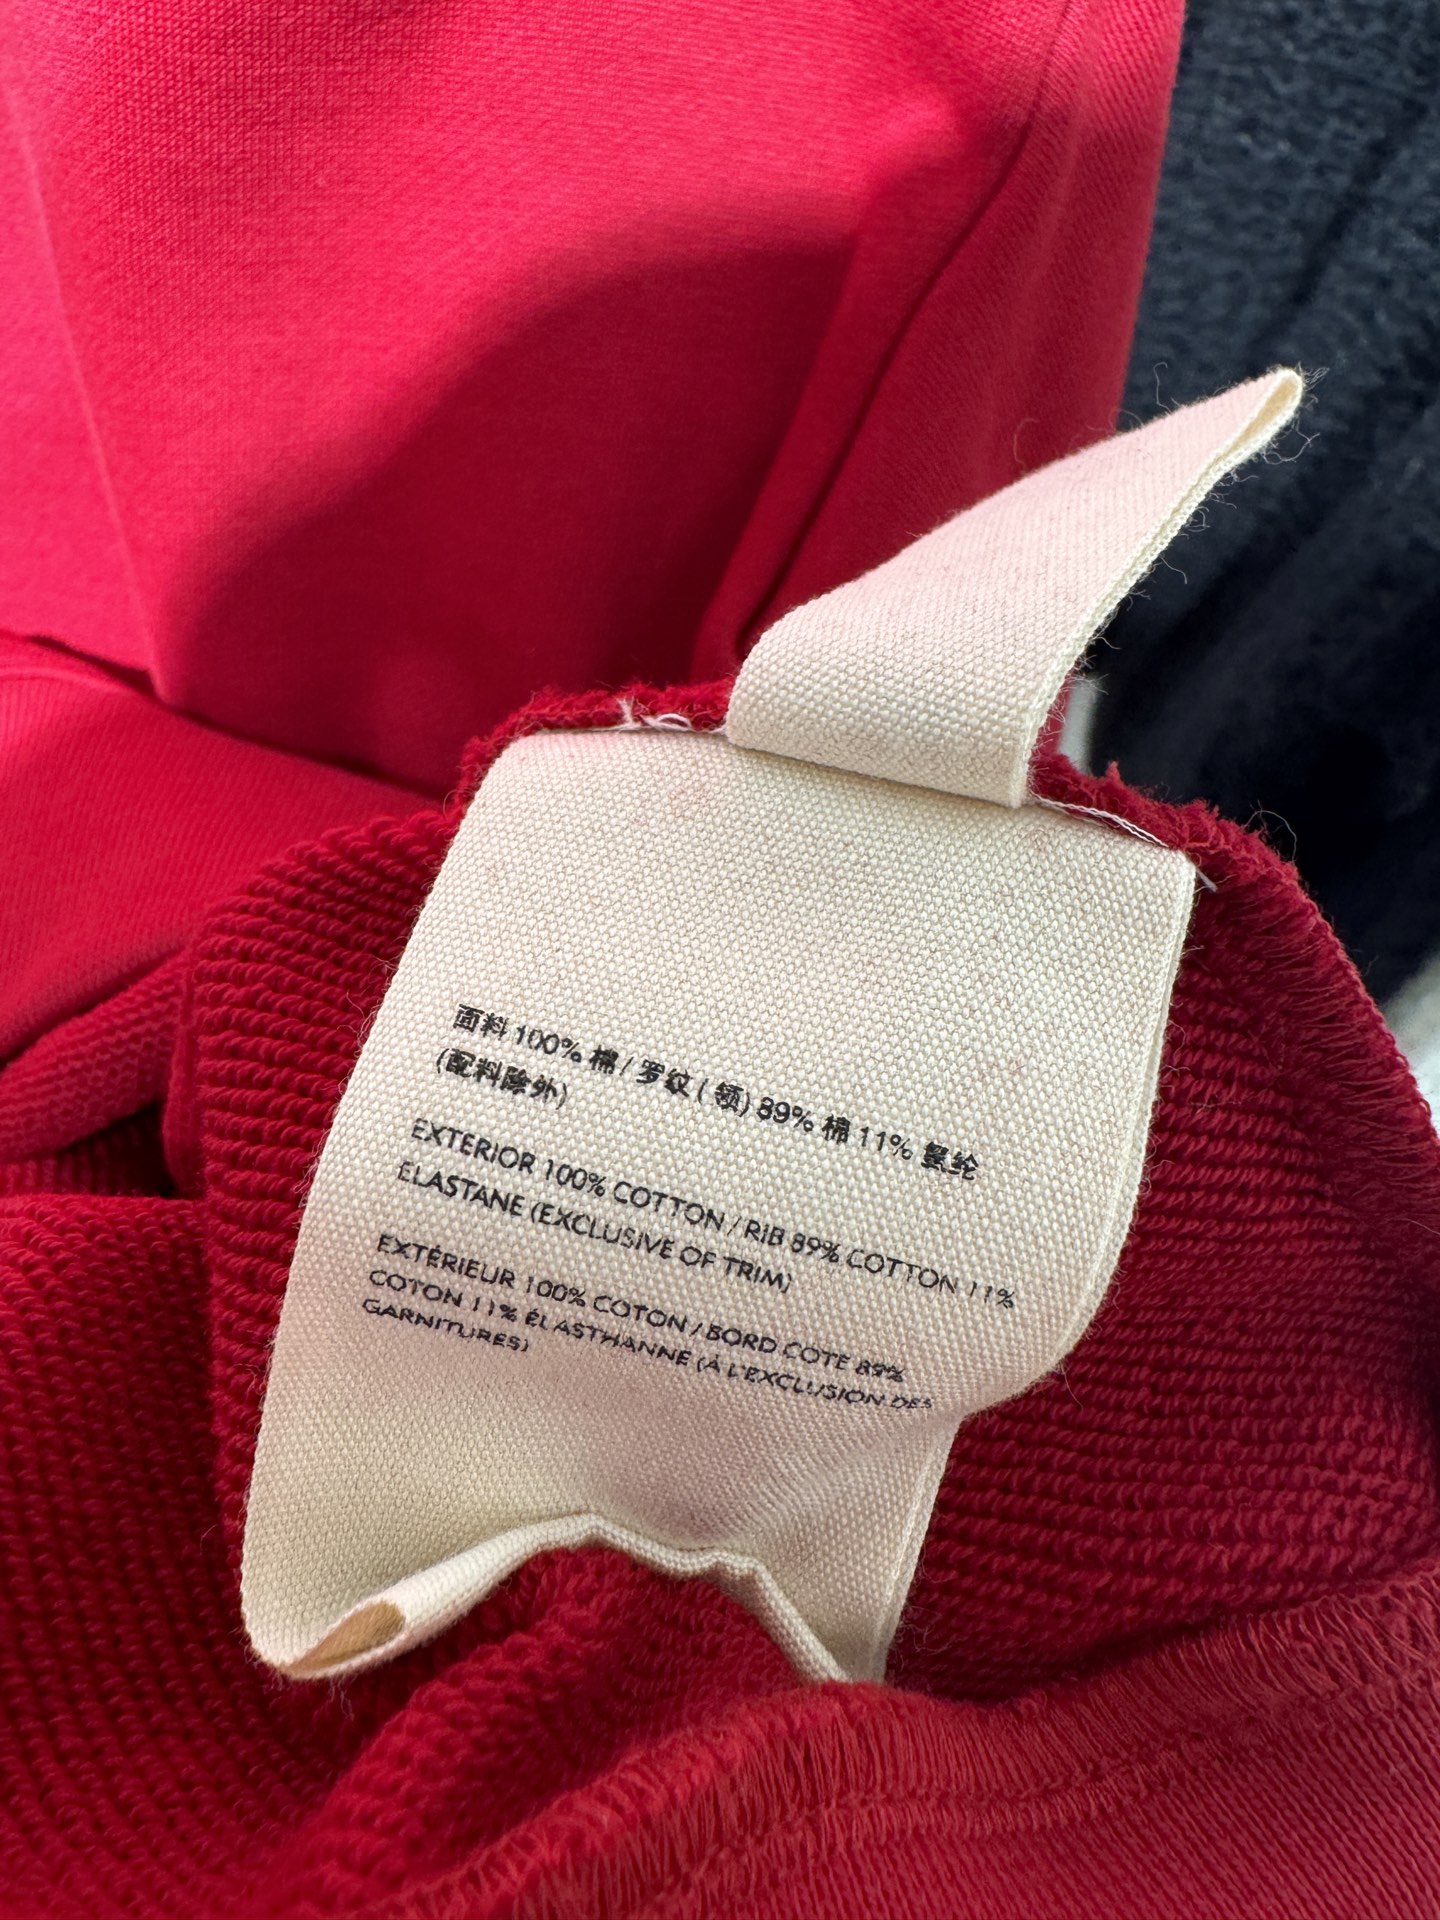 面料 100% 棉 / 罗纹 ( 领) 89% 棉 11% 氨纶
(配料除外)
EXTERIOR 100% COTTON / RIB 89% COTTON 11%
ELASTANE (EXCLUSIVE OF TRIM)
EXTÉRIEUR 100% COTON / BORD COTE 89%
COTON 11% ÉLASTHANNE (À L'EXCLUSION DES
GARNITURES)